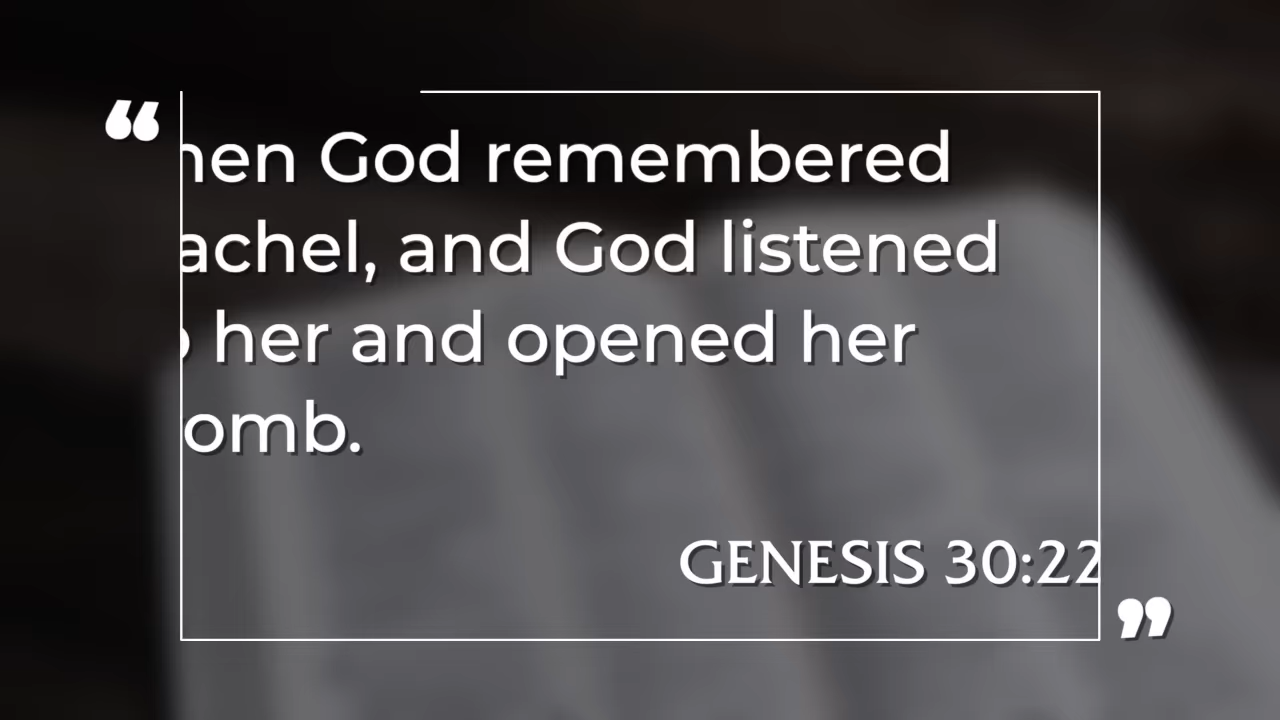 hen God remembered
achel, and God listened
her and opened her
omb.
GENESIS 30:22